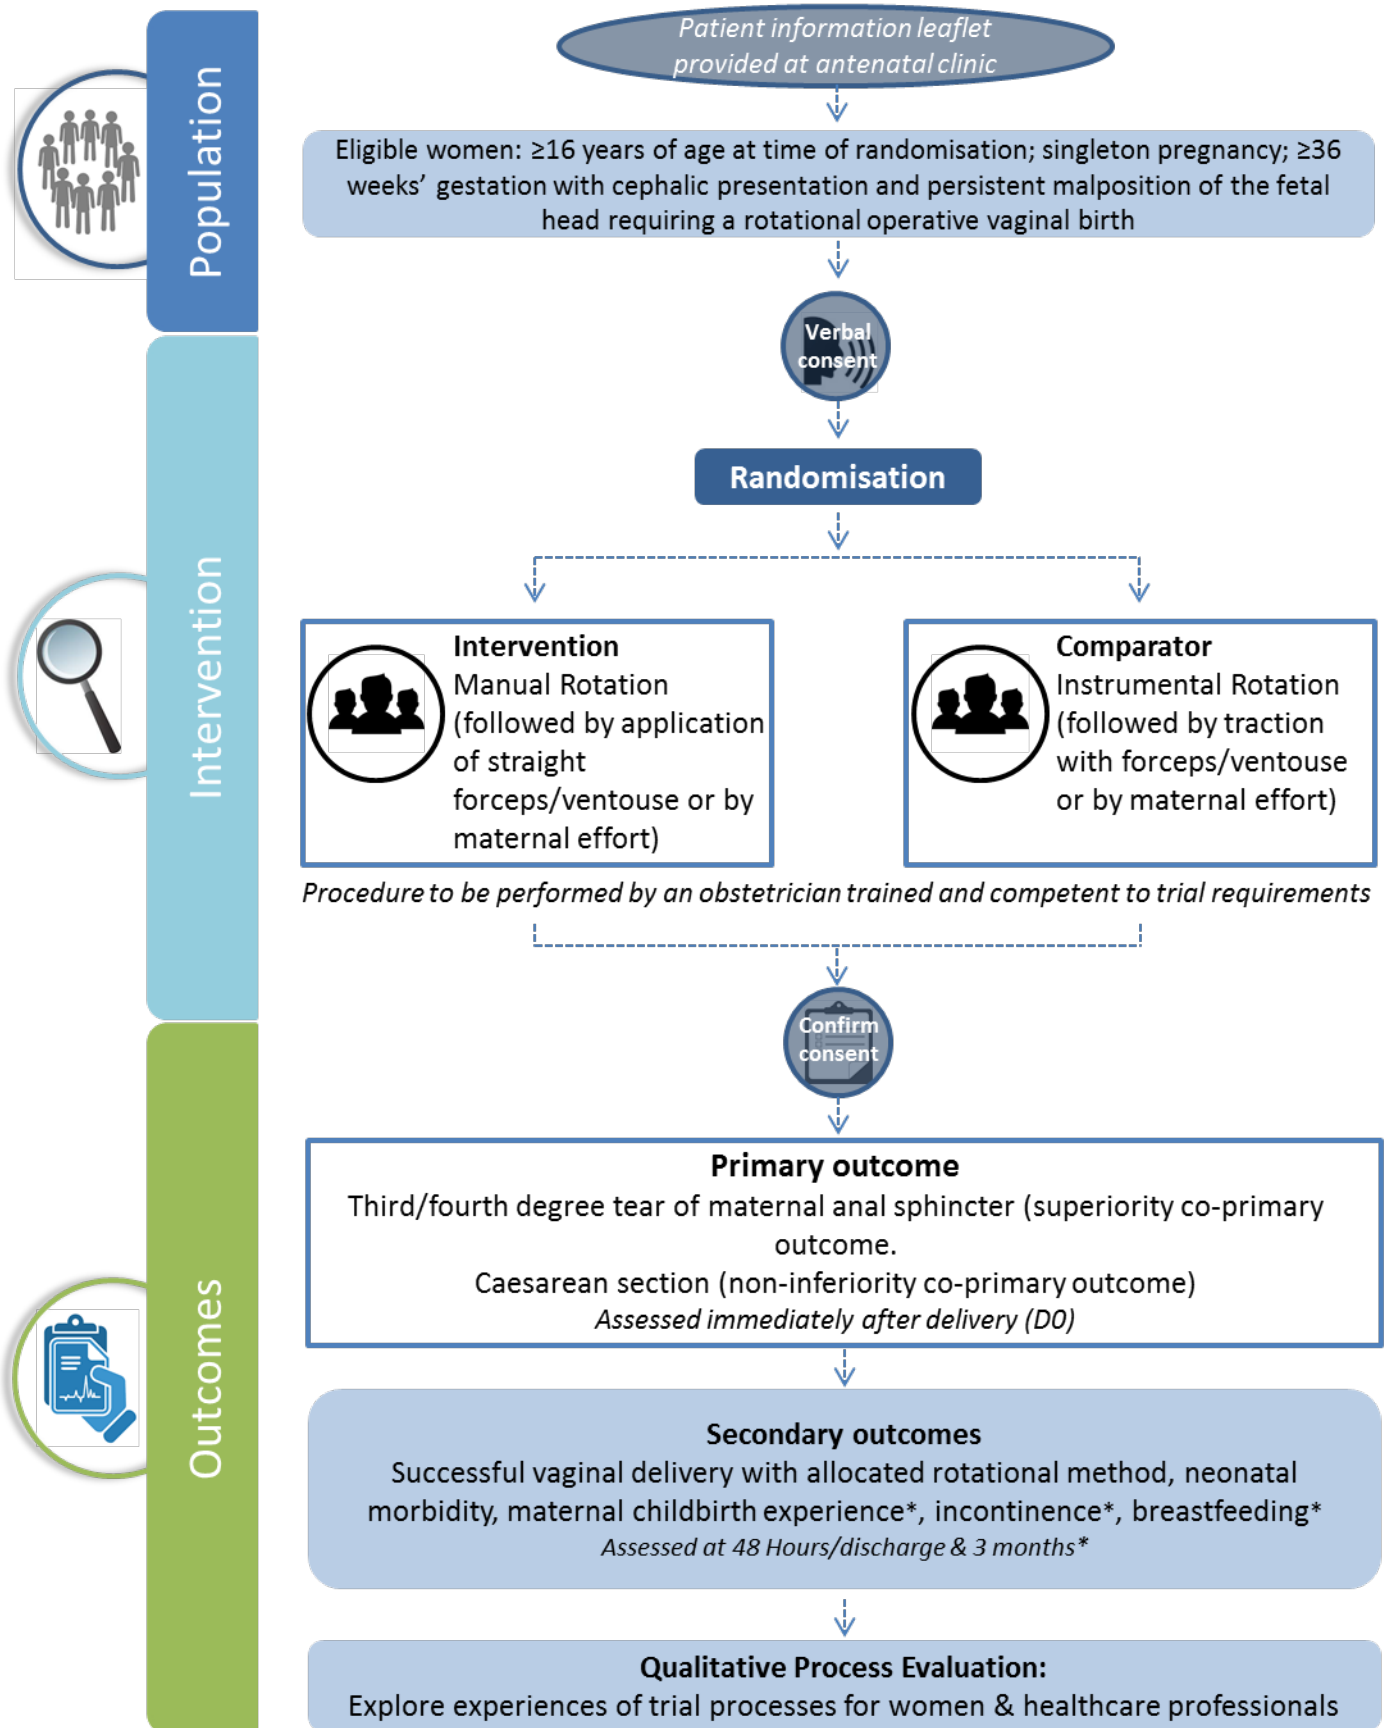 Patient information leaflet
provided at antenatal clinic
Population
Eligible women: ≥16 years of age at time of randomisation; singleton pregnancy; ≥36
weeks’ gestation with cephalic presentation and persistent malposition of the fetal
head requiring a rotational operative vaginal birth
Verbal
consent
Randomisation
Intervention
Intervention
Manual Rotation
(followed by application
of straight
forceps/ventouse or by
maternal effort)
Comparator
Instrumental Rotation
(followed by traction
with forceps/ventouse
or by maternal effort)
Procedure to be performed by an obstetrician trained and competent to trial requirements
Confirm
consent
Outcomes
Primary outcome
Third/fourth degree tear of maternal anal sphincter (superiority co-primary
outcome.
Caesarean section (non-inferiority co-primary outcome)
Assessed immediately after delivery (D0)
Secondary outcomes
Successful vaginal delivery with allocated rotational method, neonatal
morbidity, maternal childbirth experience*, incontinence*, breastfeeding*
Assessed at 48 Hours/discharge & 3 months*
Qualitative Process Evaluation:
Explore experiences of trial processes for women & healthcare professionals